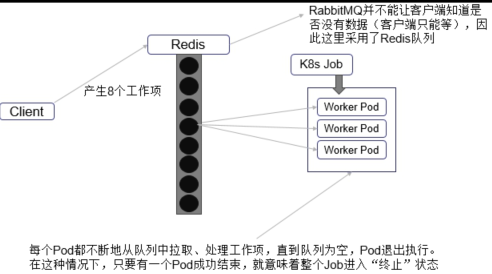 RabbitMQ并不能让客户端知道是
否没有数据（客户端只能等），因
此这里采用了Redis队列
Redis
K8s Job
产生8个工作项
Client
Worker Pod
Worker Pod
Worker Pod
每个Pod都不断地从队列中拉取、处理工作项，直到队列为空，Pod退出执行。
在这种情况下，只要有一个Pod成功结束，就意味着整个Job进入“终止”状态